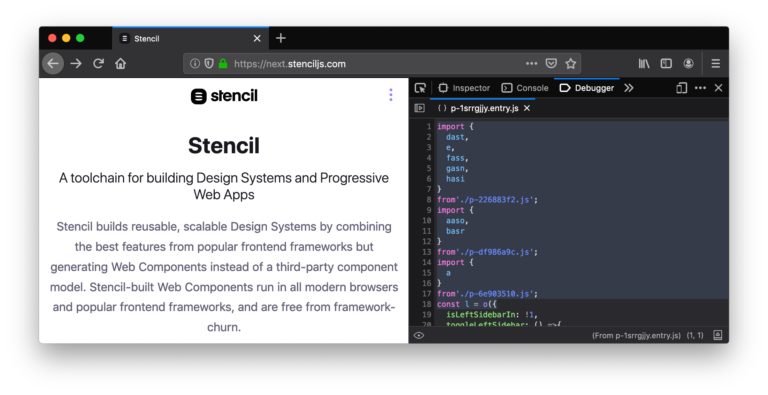 Stencil
https://next.stenciljs.com
stencil
Stencil
A toolchain for building Design Systems and Progressive
Web Apps
Stencil builds reusable, scalable Design Systems by combining
the best features from popular frontend frameworks but
generating Web Components instead of a third-party component
model. Stencil-built Web Components run in all modern browsers
and popular frontend frameworks, and are free from framework-
churn.
Inspector Console Debugger
{ } p-1srrgjjy.entry.js
1 import {
2 dast,
3 e,
4 fass,
5 gasn,
6 hasi
7 }
8 from'./p-226883f2.js';
9 import {
10 aaso,
11 basr
12 }
13 from'./p-df986a9c.js';
14 import {
15 a
16 }
17 from'./p-6e903510.js';
18 const l = o({
19 isLeftSidebarIn: !1,
20 toggleLeftSidebar: () =>{
(From p-1srrgjjy.entry.js) (1, 1)